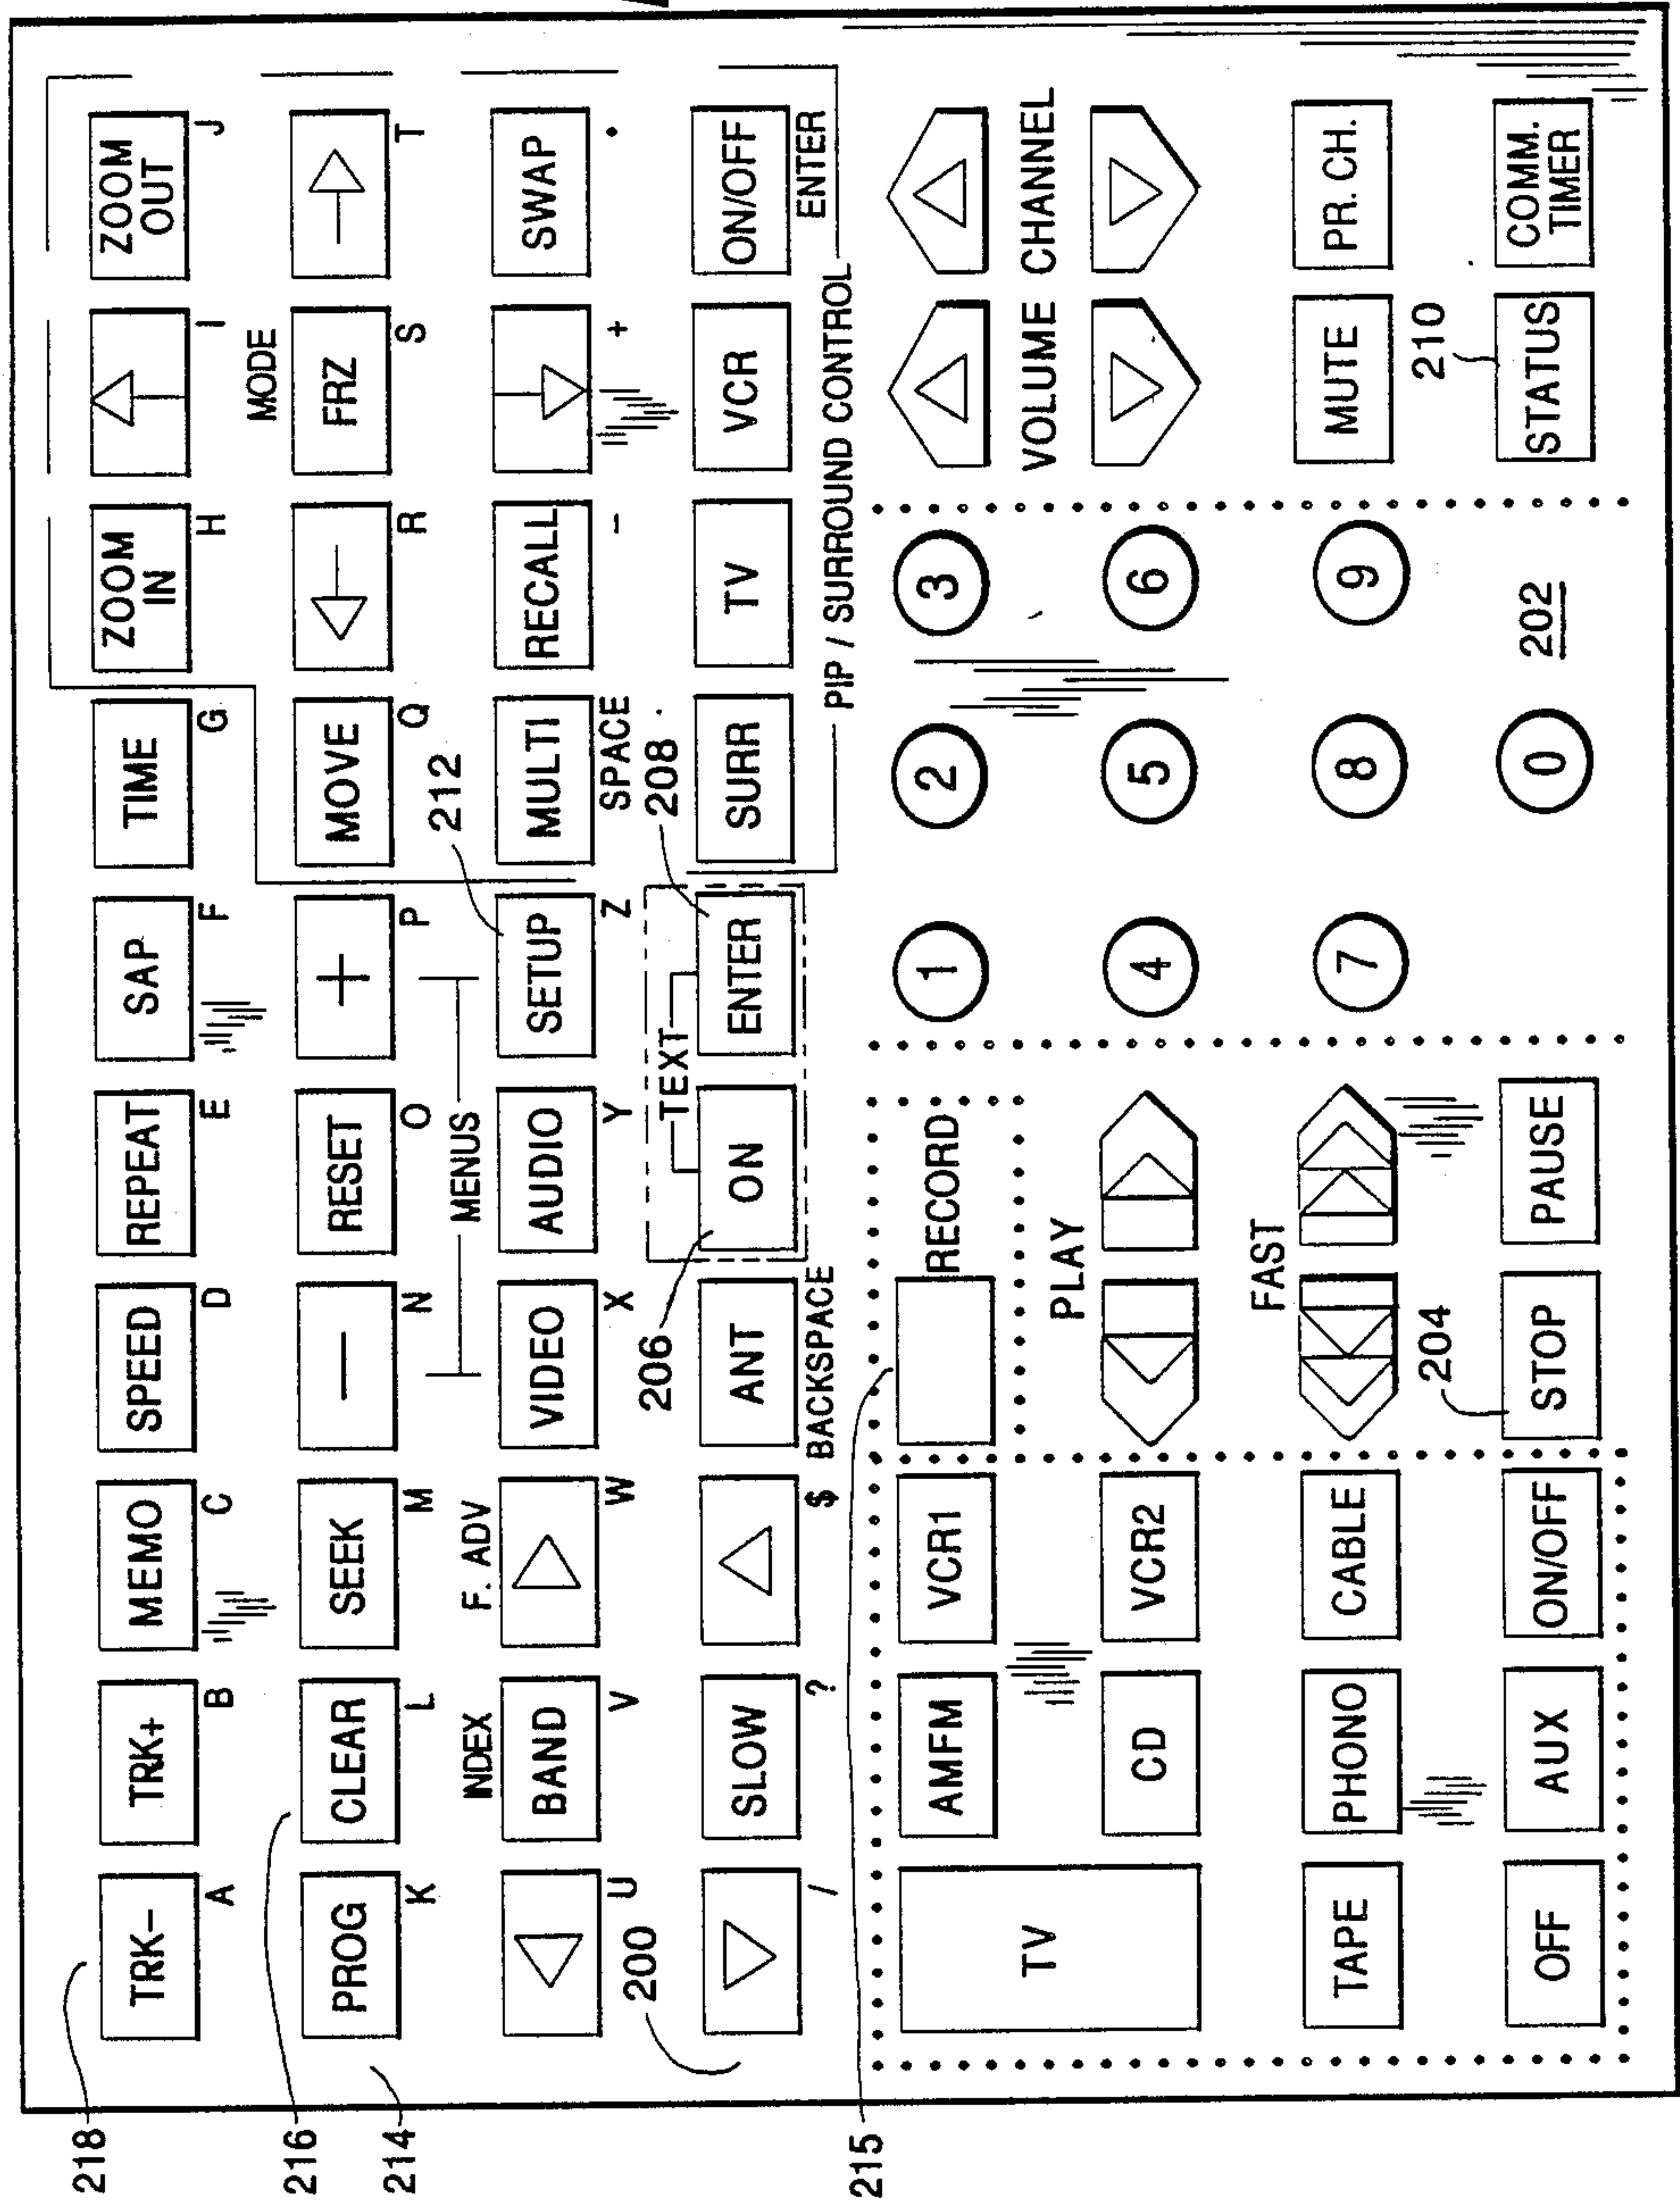 218
TRK−
TRK+
MEMO
SPEED
REPEAT
SAP
TIME
ZOOM
IN
ZOOM
OUT
A
B
C
D
E
F
G
H
I
J
216
214
MODE
PROG
CLEAR
SEEK
—
RESET
+
MOVE
FRZ
K
L
M
N
O
P
Q
R
S
T
INDEX
F. ADV
MENUS
212
BAND
VIDEO
AUDIO
SETUP
MULTI
RECALL
SWAP
U
V
W
X
Y
Z
SPACE
−
+
.
200
206
TEXT
208
SLOW
ANT
ON
ENTER
SURR
TV
VCR
ON/OFF
/
?
$
BACKSPACE
ENTER
PIP / SURROUND CONTROL
215
TV
AMFM
VCR1
RECORD
1
2
3
PLAY
VOLUME
CHANNEL
CD
VCR2
4
5
6
FAST
TAPE
PHONO
CABLE
7
8
9
MUTE
PR. CH.
204
210
OFF
AUX
ON/OFF
STOP
PAUSE
0
202
STATUS
COMM.
TIMER